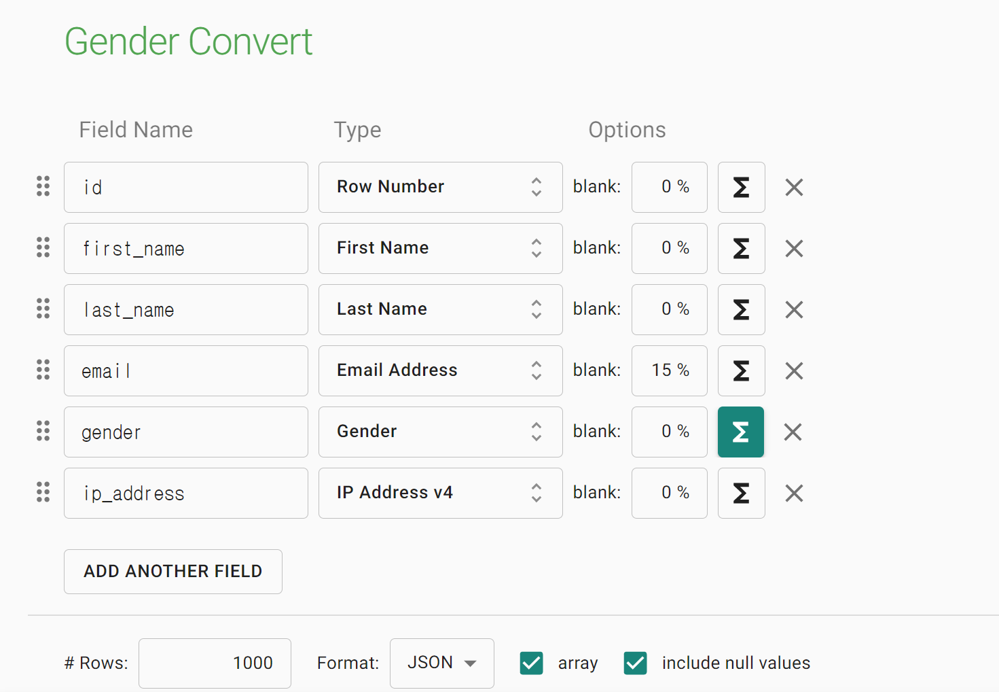 Gender Convert
Field Name Type Options
id Row Number blank: 0 % Σ
first_name First Name blank: 0 % Σ
last_name Last Name blank: 0 % Σ
email Email Address blank: 15 % Σ
gender Gender blank: 0 % Σ
ip_address IP Address v4 blank: 0 % Σ
ADD ANOTHER FIELD
# Rows: 1000 Format: JSON array include null values